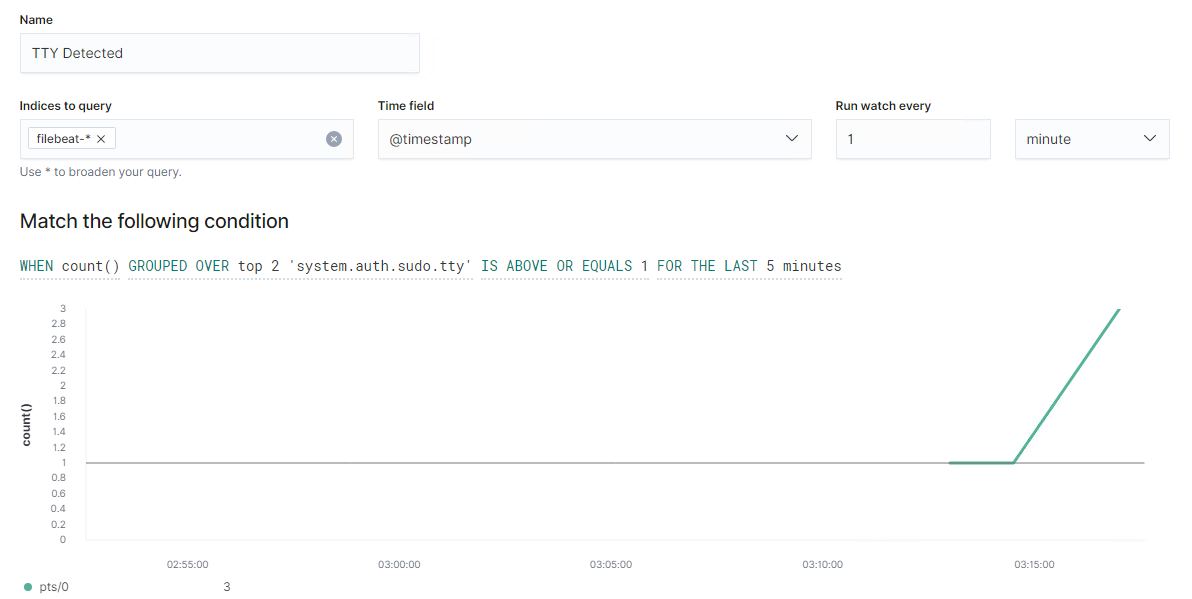 Name
TTY Detected
Indices to query Time field Run watch every
filebeat-* @timestamp 1 minute
Use * to broaden your query.
Match the following condition
WHEN count() GROUPED OVER top 2 'system.auth.sudo.tty' IS ABOVE OR EQUALS 1 FOR THE LAST 5 minutes
3
2.8
2.6
2.4
2.2
2
1.8
1.6
1.4
1.2
1
0.8
0.6
0.4
0.2
0
count()
02:55:00 03:00:00 03:05:00 03:10:00 03:15:00
pts/0 3